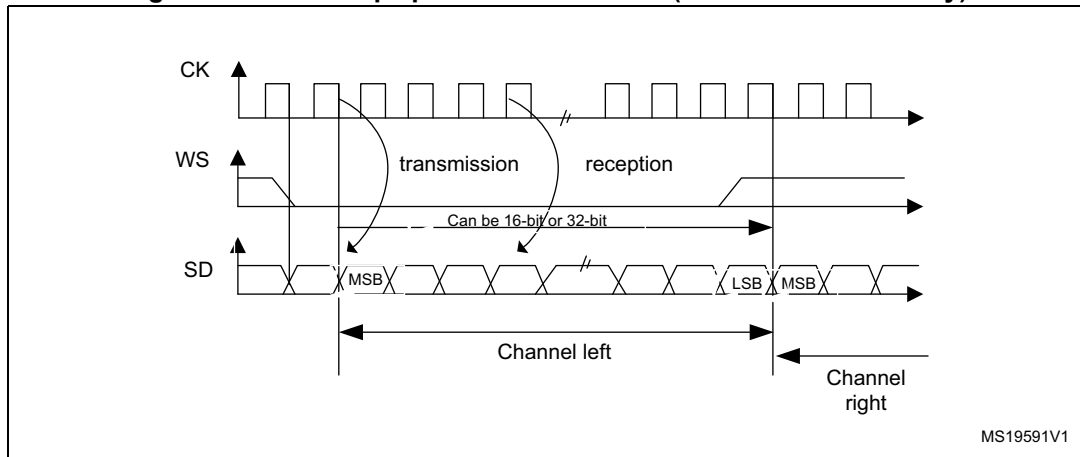 CK
WS
transmission
reception
Can be 16-bit or 32-bit
SD
MSB
LSB
MSB
Channel left
Channel
right
MS19591V1